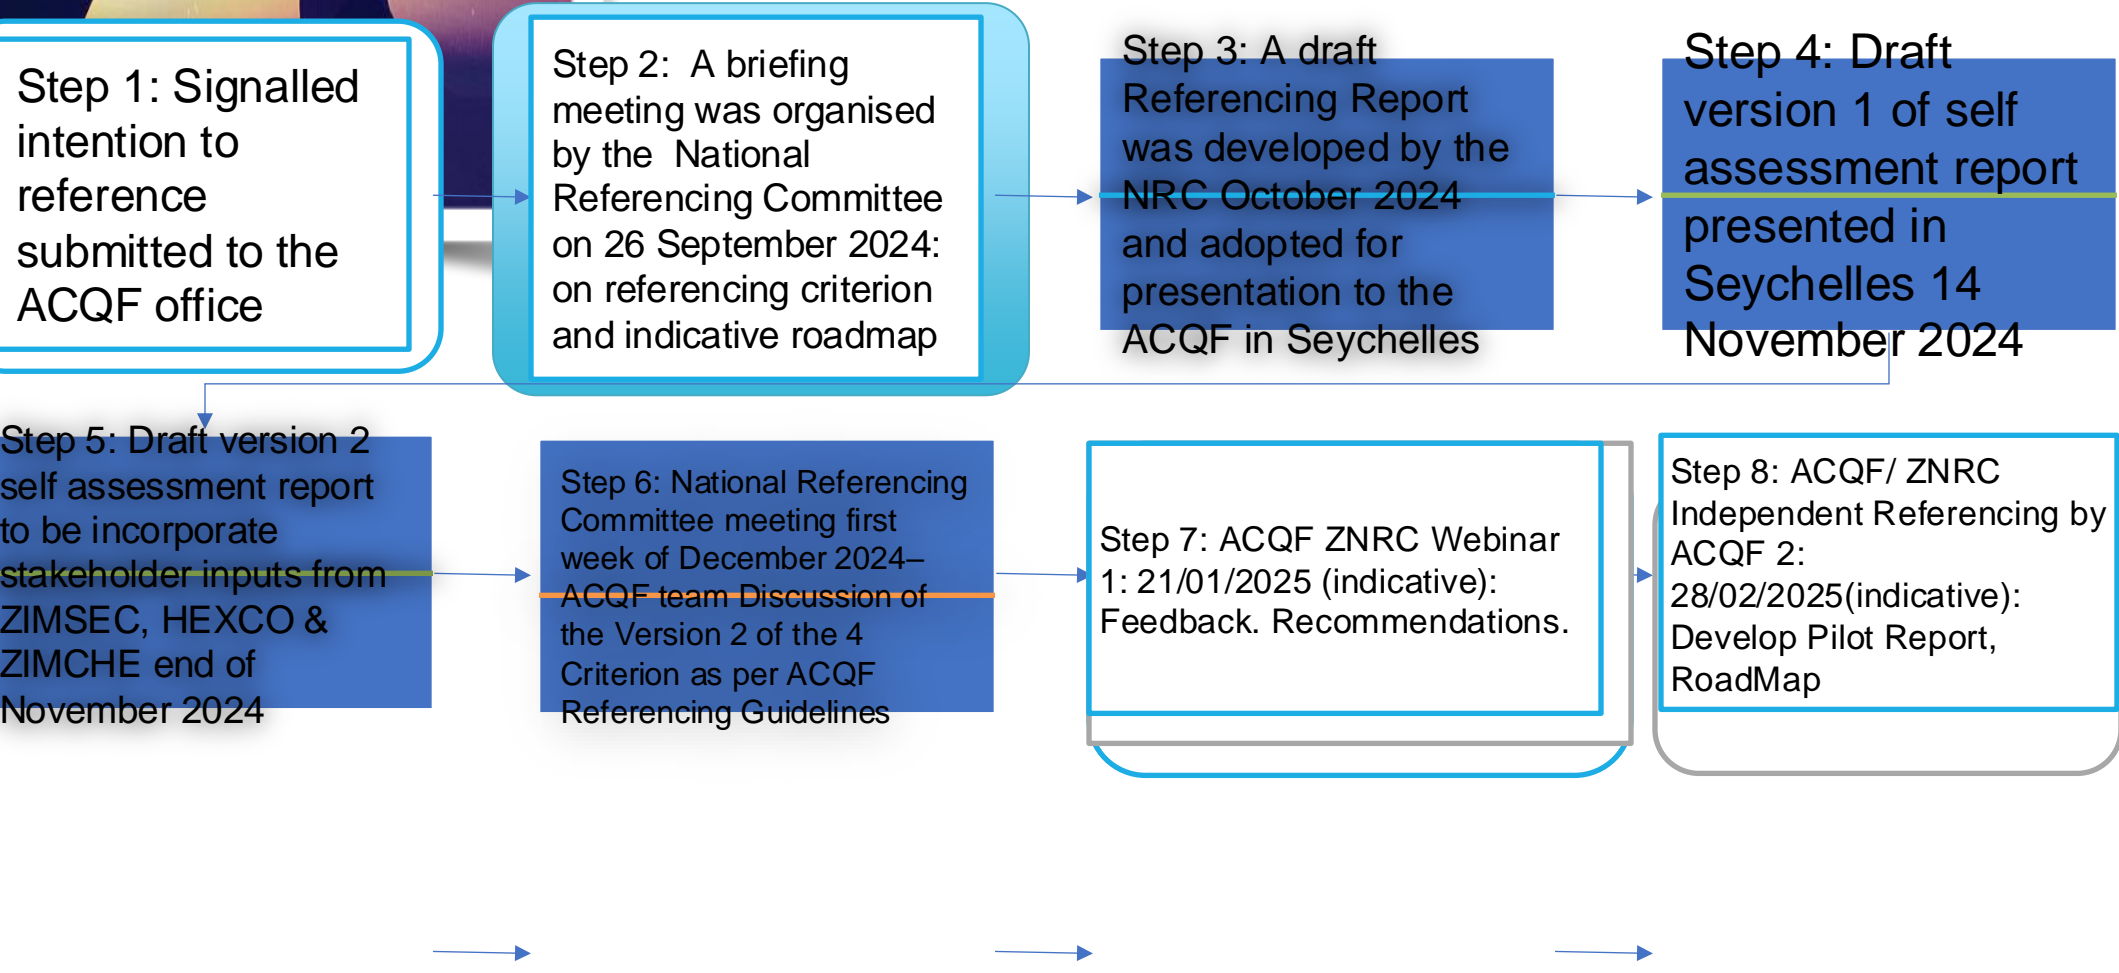 Step 1: Signalled
intention to
reference
submitted to the
ACQF office
Step 2:  A briefing
meeting was organised
by the  National
Referencing Committee
on 26 September 2024:
on referencing criterion
and indicative roadmap
Step 3: A draft
Referencing Report
was developed by the
NRC October 2024
and adopted for
presentation to the
ACQF in Seychelles
Step 4: Draft
version 1 of self
assessment report
presented in
Seychelles 14
November 2024
Step 5: Draft version 2
self assessment report
to be incorporate
stakeholder inputs from
ZIMSEC, HEXCO &
ZIMCHE end of
November 2024
Step 6: National Referencing
Committee meeting first
week of December 2024–
ACQF team Discussion of
the Version 2 of the 4
Criterion as per ACQF
Referencing Guidelines
Step 7: ACQF ZNRC Webinar
1: 21/01/2025 (indicative):
Feedback. Recommendations.
Step 8: ACQF/ ZNRC
Independent Referencing by
ACQF 2:
28/02/2025(indicative):
Develop Pilot Report,
RoadMap